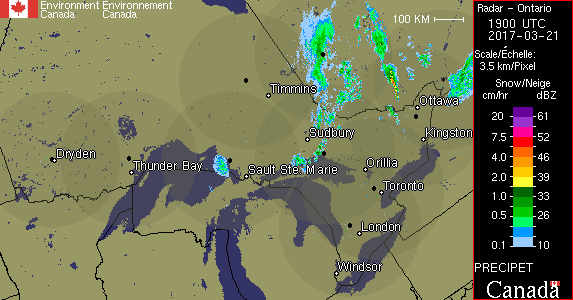 Environment Environnement
Canada Canada
100 KM
Timmins
Ottawa
Sudbury
Kingston
Dryden
Thunder Bay
Sault Ste. Marie
Orillia
Toronto
London
Windsor
Radar - Ontario
1900 UTC
2017-03-21
Scale/Échelle:
3.5 km/Pixel
Snow/Neige
cm/hr dBZ
20 61
7.5 52
4.0 46
2.0 39
1.0 33
0.5 26
0.1 10
PRECIPET
Canada